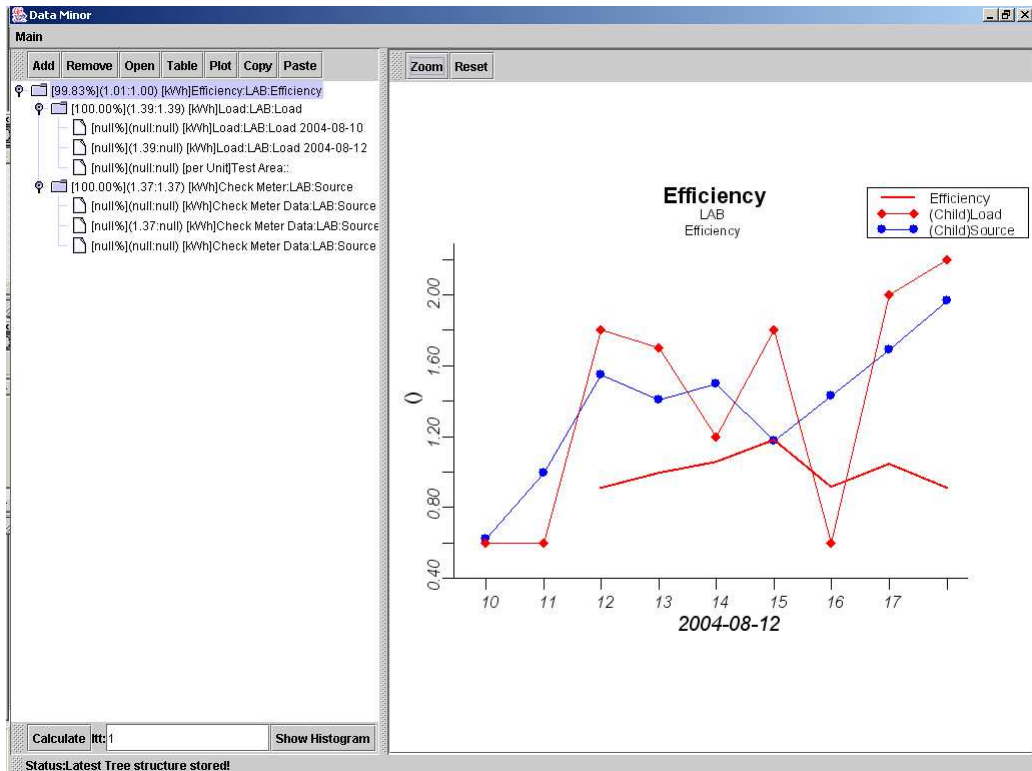 Data Minor
Main
Add Remove Open Table Plot Copy Paste
[99.83%](1.01:1.00) [kWh]Efficiency:LAB:Efficiency
[100.00%](1.39:1.39) [kWh]Load:LAB:Load
[null%](null:null) [kWh]Load:LAB:Load 2004-08-10
[null%](1.39:null) [kWh]Load:LAB:Load 2004-08-12
[null%](null:null) [per Unit]Test Area::
[100.00%](1.37:1.37) [kWh]Check Meter:LAB:Source
[null%](null:null) [kWh]Check Meter Data:LAB:Source
[null%](1.37:null) [kWh]Check Meter Data:LAB:Source
[null%](null:null) [kWh]Check Meter Data:LAB:Source
Calculate Itt: 1 Show Histogram
Zoom Reset
Efficiency
LAB
Efficiency
Efficiency
(Child)Load
(Child)Source
()
2.00
1.60
1.20
0.80
0.40
10 11 12 13 14 15 16 17
2004-08-12
Status:Latest Tree structure stored!